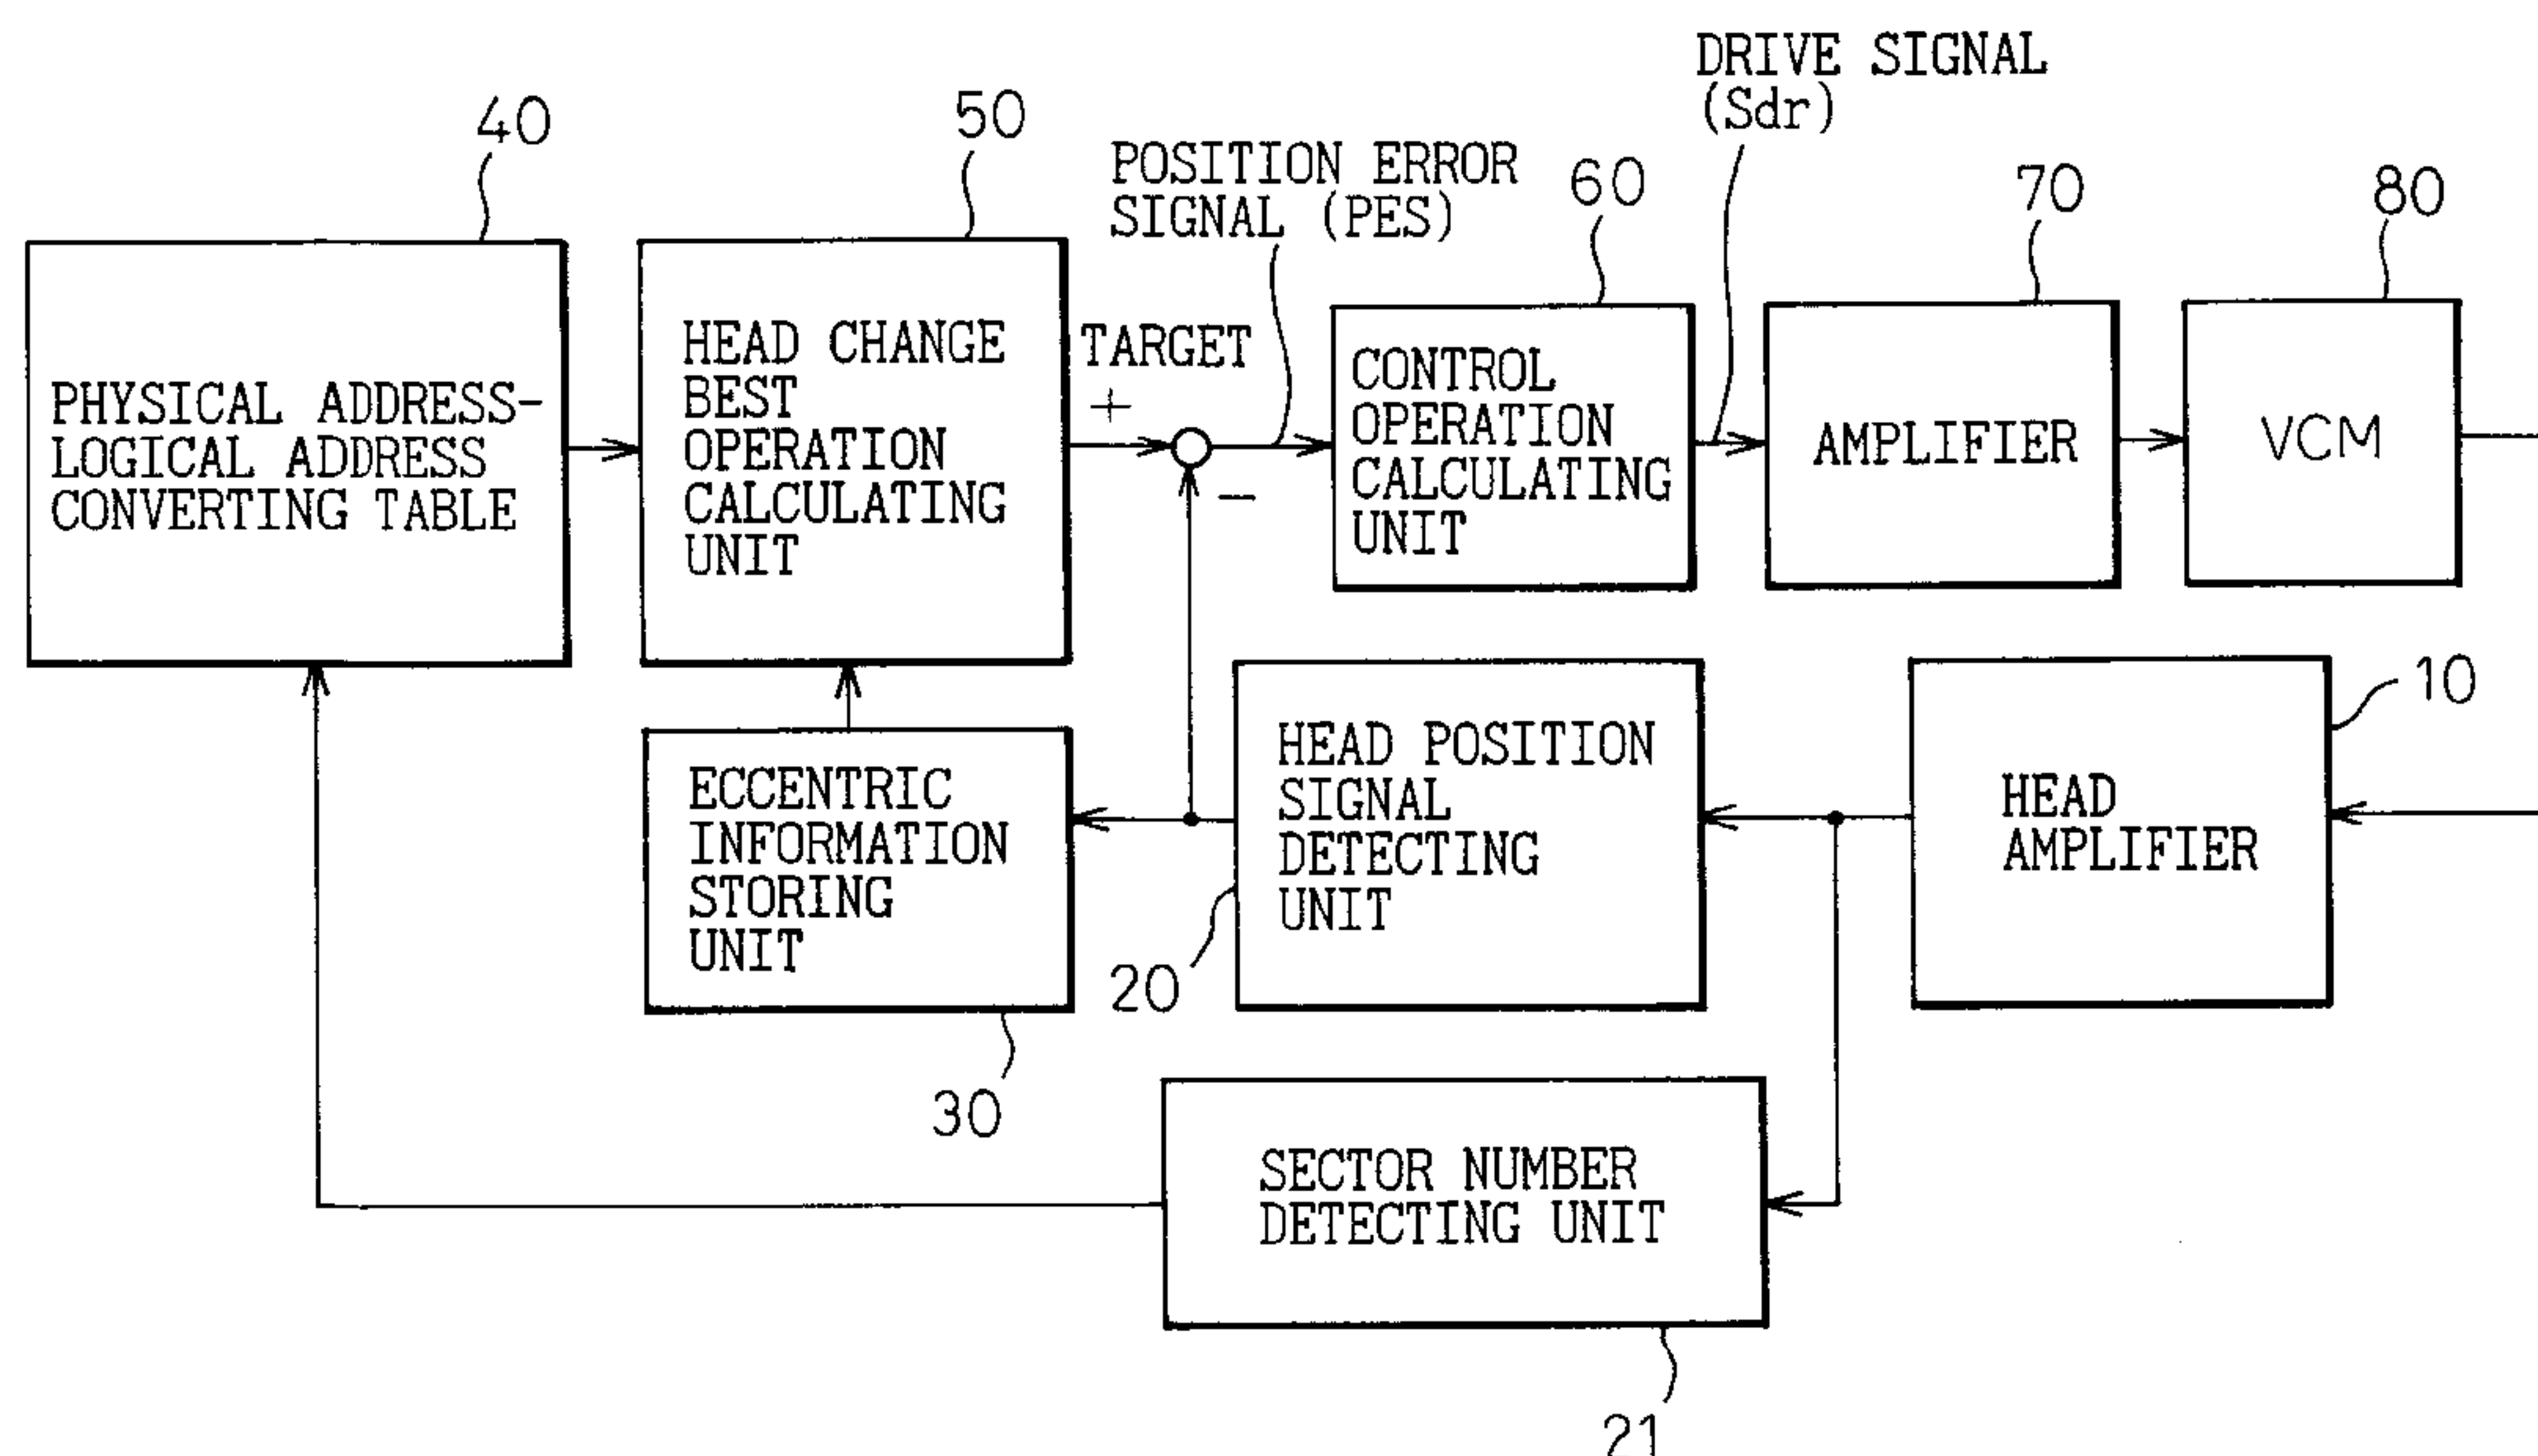 DRIVE SIGNAL
(Sdr)
40
50
POSITION ERROR
SIGNAL (PES)
60
70
80
PHYSICAL ADDRESS-
LOGICAL ADDRESS
CONVERTING TABLE
HEAD CHANGE
BEST
OPERATION
CALCULATING
UNIT
TARGET
+
−
CONTROL
OPERATION
CALCULATING
UNIT
AMPLIFIER
VCM
10
ECCENTRIC
INFORMATION
STORING
UNIT
HEAD POSITION
SIGNAL
DETECTING
UNIT
HEAD
AMPLIFIER
20
30
SECTOR NUMBER
DETECTING UNIT
21